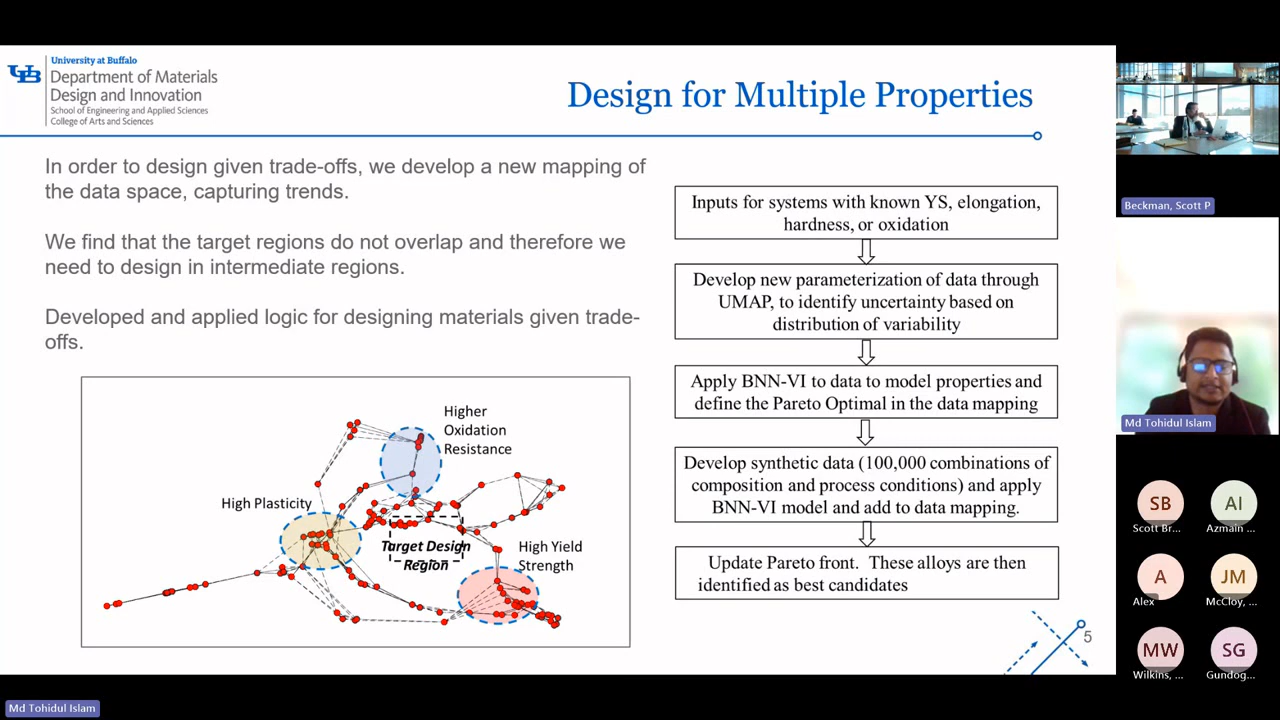 University at Buffalo
Department of Materials
Design and Innovation
School of Engineering and Applied Sciences
College of Arts and Sciences
UB
Design for Multiple Properties
In order to design given trade-offs, we develop a new mapping of
the data space, capturing trends.
We find that the target regions do not overlap and therefore we
need to design in intermediate regions.
Developed and applied logic for designing materials given trade-
offs.
Higher
Oxidation
Resistance
High Plasticity
Target Design
Region
High Yield
Strength
Inputs for systems with known YS, elongation,
hardness, or oxidation
Develop new parameterization of data through
UMAP, to identify uncertainty based on
distribution of variability
Apply BNN-VI to data to model properties and
define the Pareto Optimal in the data mapping
Develop synthetic data (100,000 combinations of
composition and process conditions) and apply
BNN-VI model and add to data mapping.
Update Pareto front. These alloys are then
identified as best candidates
5
Beckman, Scott P
Md Tohidul Islam
SB
AI
Scott Br...
Azmain ...
A
JM
Alex
McCloy, ...
MW
SG
Wilkins, ...
Gundog...
Md Tohidul Islam